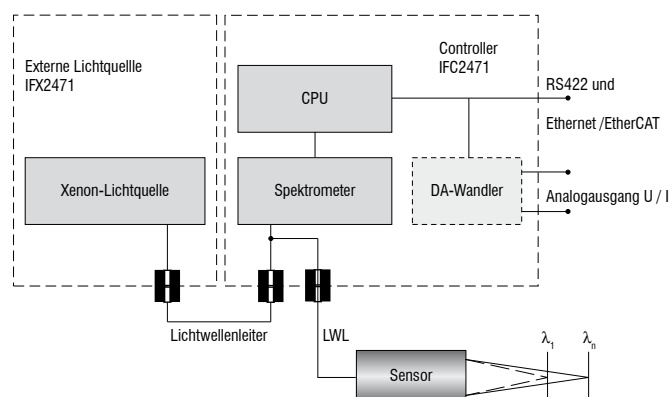 Externe Lichtquellle
IFX2471
Controller
IFC2471
CPU
RS422 und
Ethernet /EtherCAT
Xenon-Lichtquelle
Spektrometer
DA-Wandler
Analogausgang U / I
Lichtwellenleiter
LWL
Sensor
λ1
λn